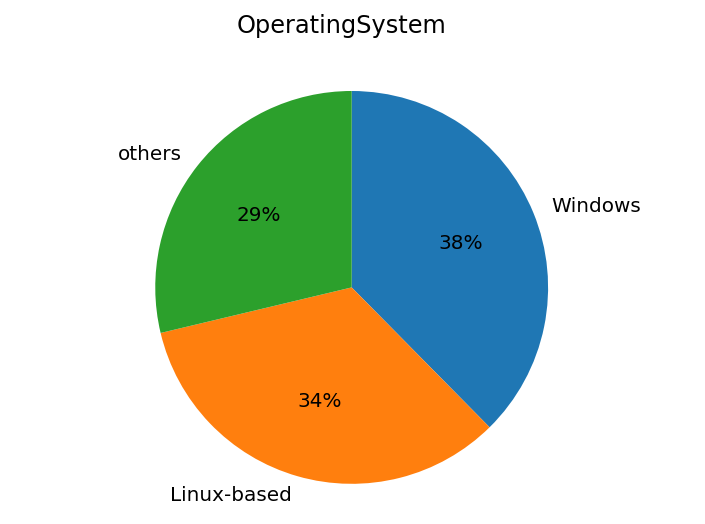 OperatingSystem
others
Windows
29%
38%
34%
Linux-based